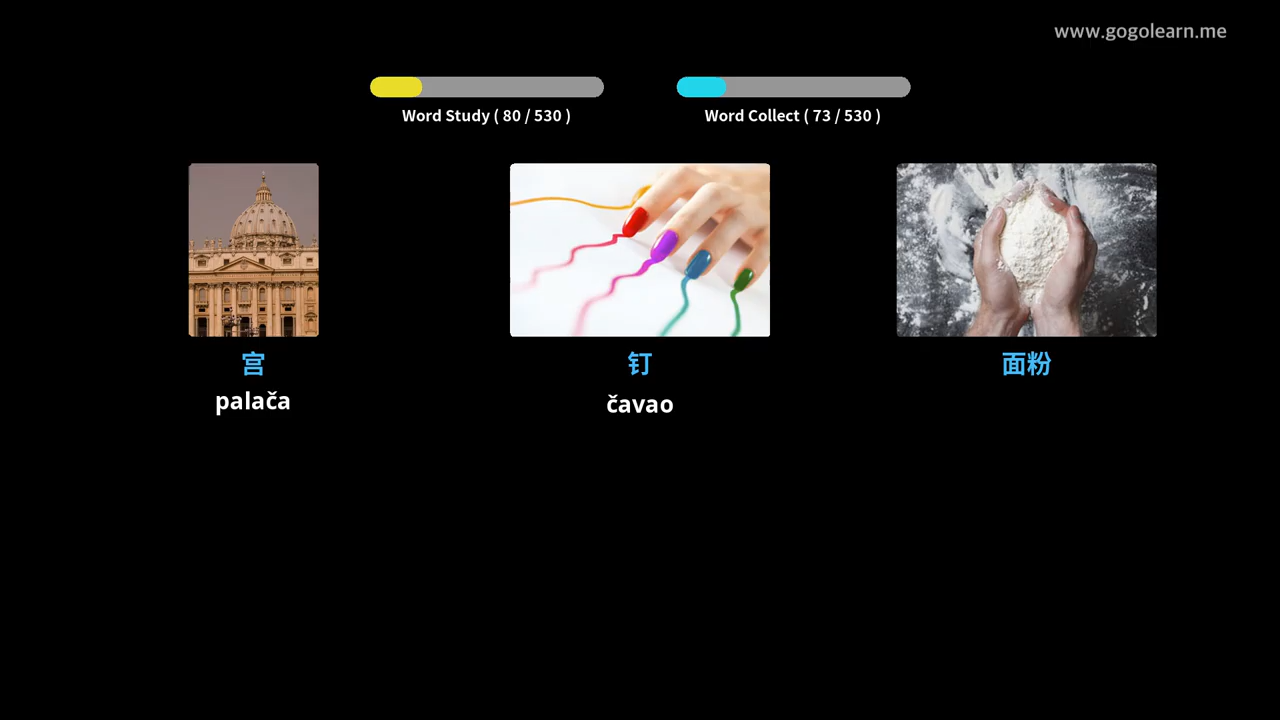 www.gogolearn.me
Word Study ( 80 / 530 )
Word Collect ( 73 / 530 )
宫
palača
钉
čavao
面粉